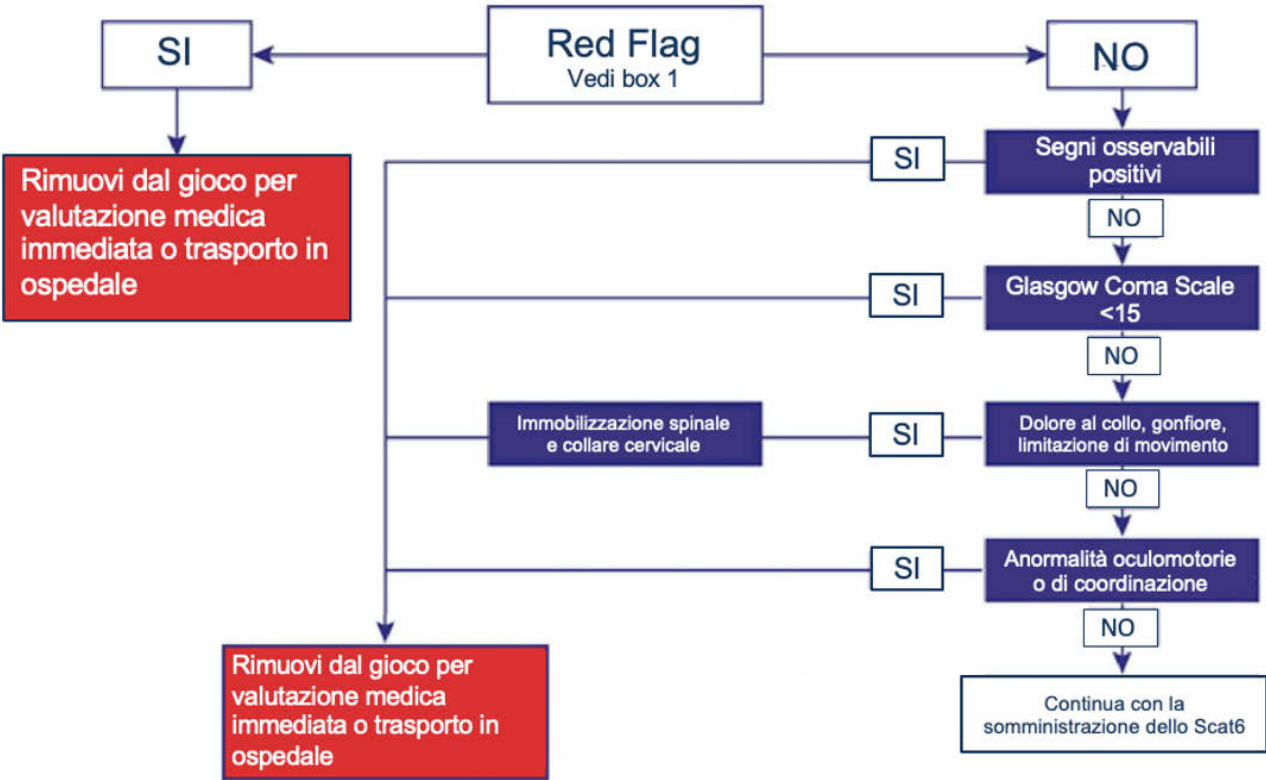 SI
Red Flag
Vedi box 1
NO
Rimuovi dal gioco per
valutazione medica
immediata o trasporto in
ospedale
SI
Segni osservabili
positivi
NO
SI
Glasgow Coma Scale
<15
NO
Immobilizzazione spinale
e collare cervicale
SI
Dolore al collo, gonfiore,
limitazione di movimento
NO
SI
Anormalità oculomotorie
o di coordinazione
NO
Rimuovi dal gioco per
valutazione medica
immediata o trasporto in
ospedale
Continua con la
somministrazione dello Scat6